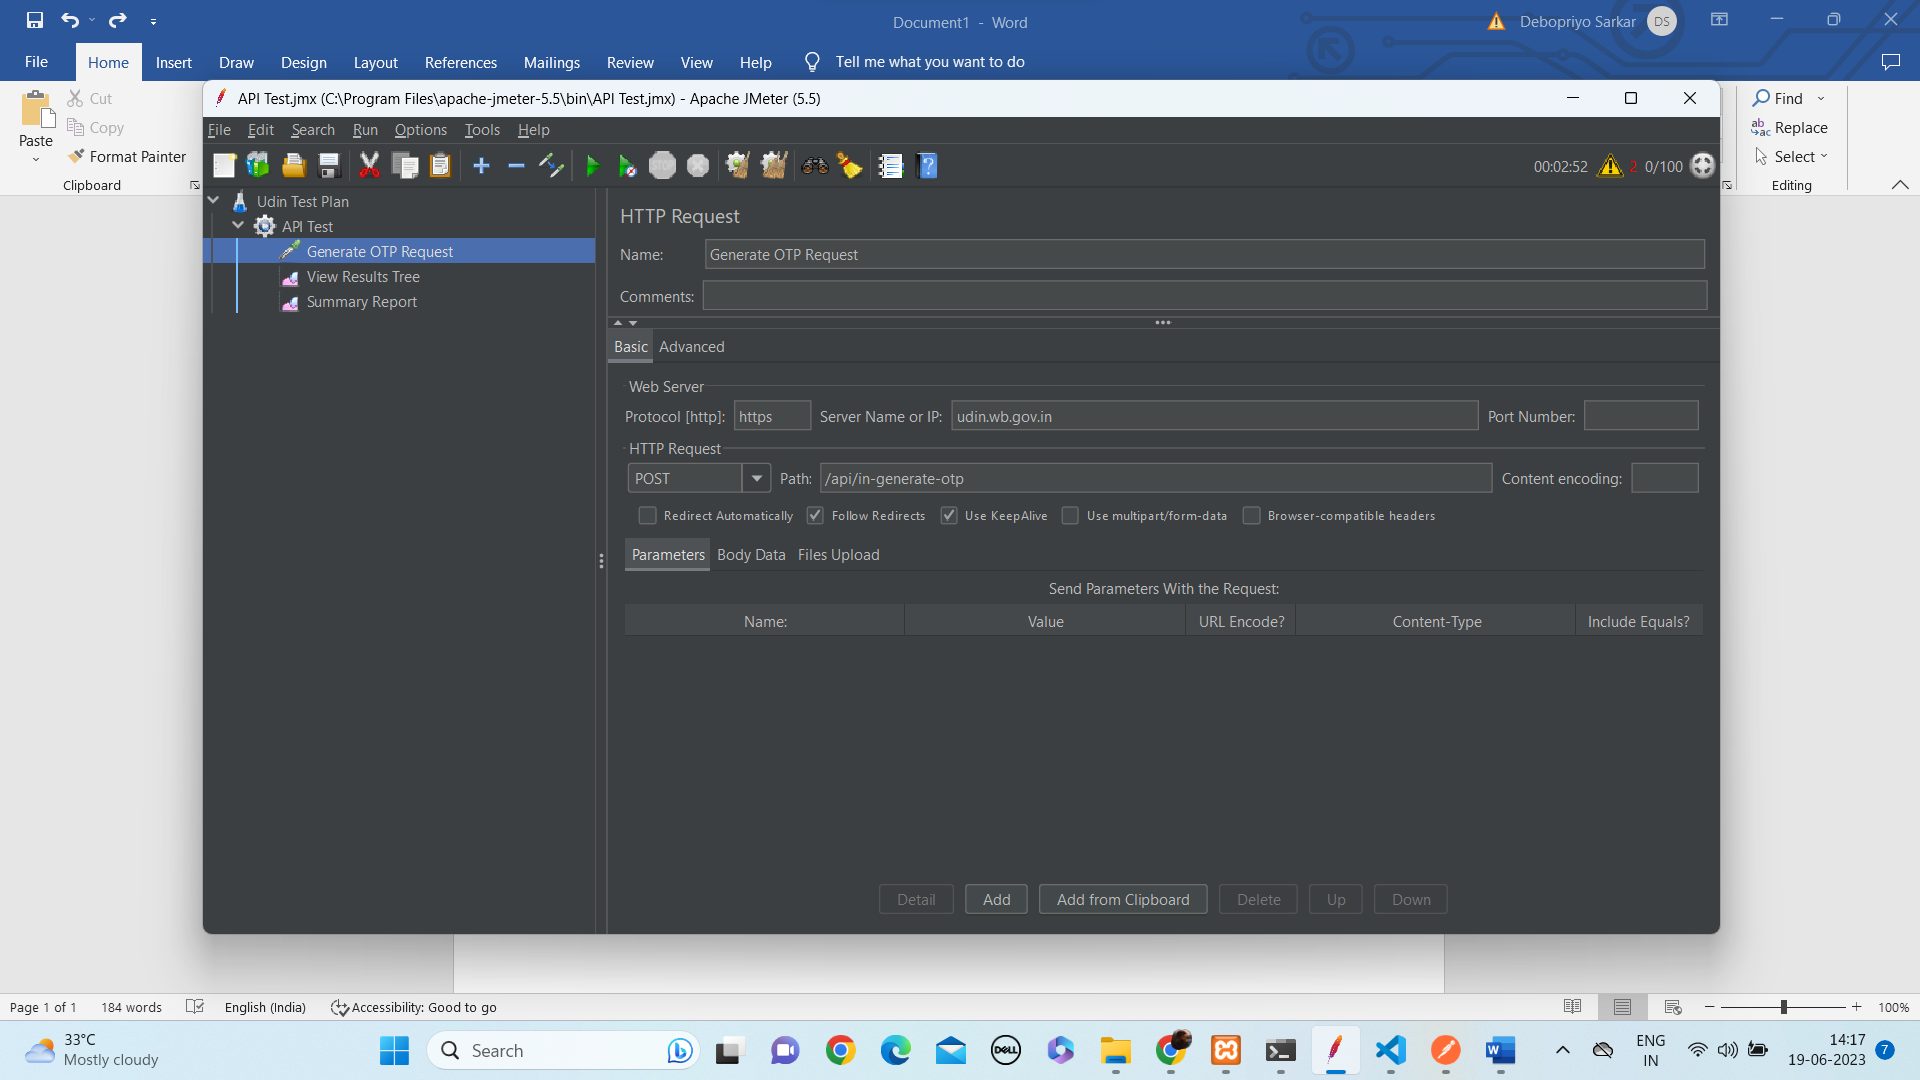 Document1 - Word
Debopriyo Sarkar DS
File Home Insert Draw Design Layout References Mailings Review View Help Tell me what you want to do
Paste
Cut
Copy
Format Painter
Clipboard
Find
Replace
Select
Editing
API Test.jmx (C:\Program Files\apache-jmeter-5.5\bin\API Test.jmx) - Apache JMeter (5.5)
File Edit Search Run Options Tools Help
STOP
00:02:52 2 0/100
Udin Test Plan
API Test
Generate OTP Request
View Results Tree
Summary Report
HTTP Request
Name: Generate OTP Request
Comments:
Basic Advanced
Web Server
Protocol [http]: https Server Name or IP: udin.wb.gov.in Port Number:
HTTP Request
POST Path: /api/in-generate-otp Content encoding:
Redirect Automatically Follow Redirects Use KeepAlive Use multipart/form-data Browser-compatible headers
Parameters Body Data Files Upload
Send Parameters With the Request:
Name: Value URL Encode? Content-Type Include Equals?
Detail Add Add from Clipboard Delete Up Down
Page 1 of 1 184 words English (India) Accessibility: Good to go 100%
33°C
Mostly cloudy
Search
DELL
W
ENG
IN
14:17
19-06-2023
7